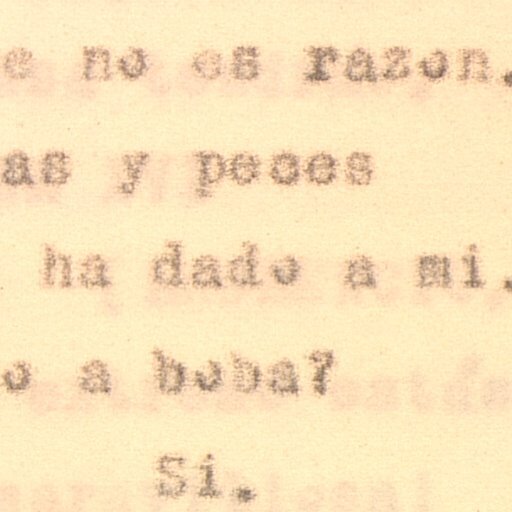 e no es razon.
as y peces
ha dado a mi.
o a boba?
Si.